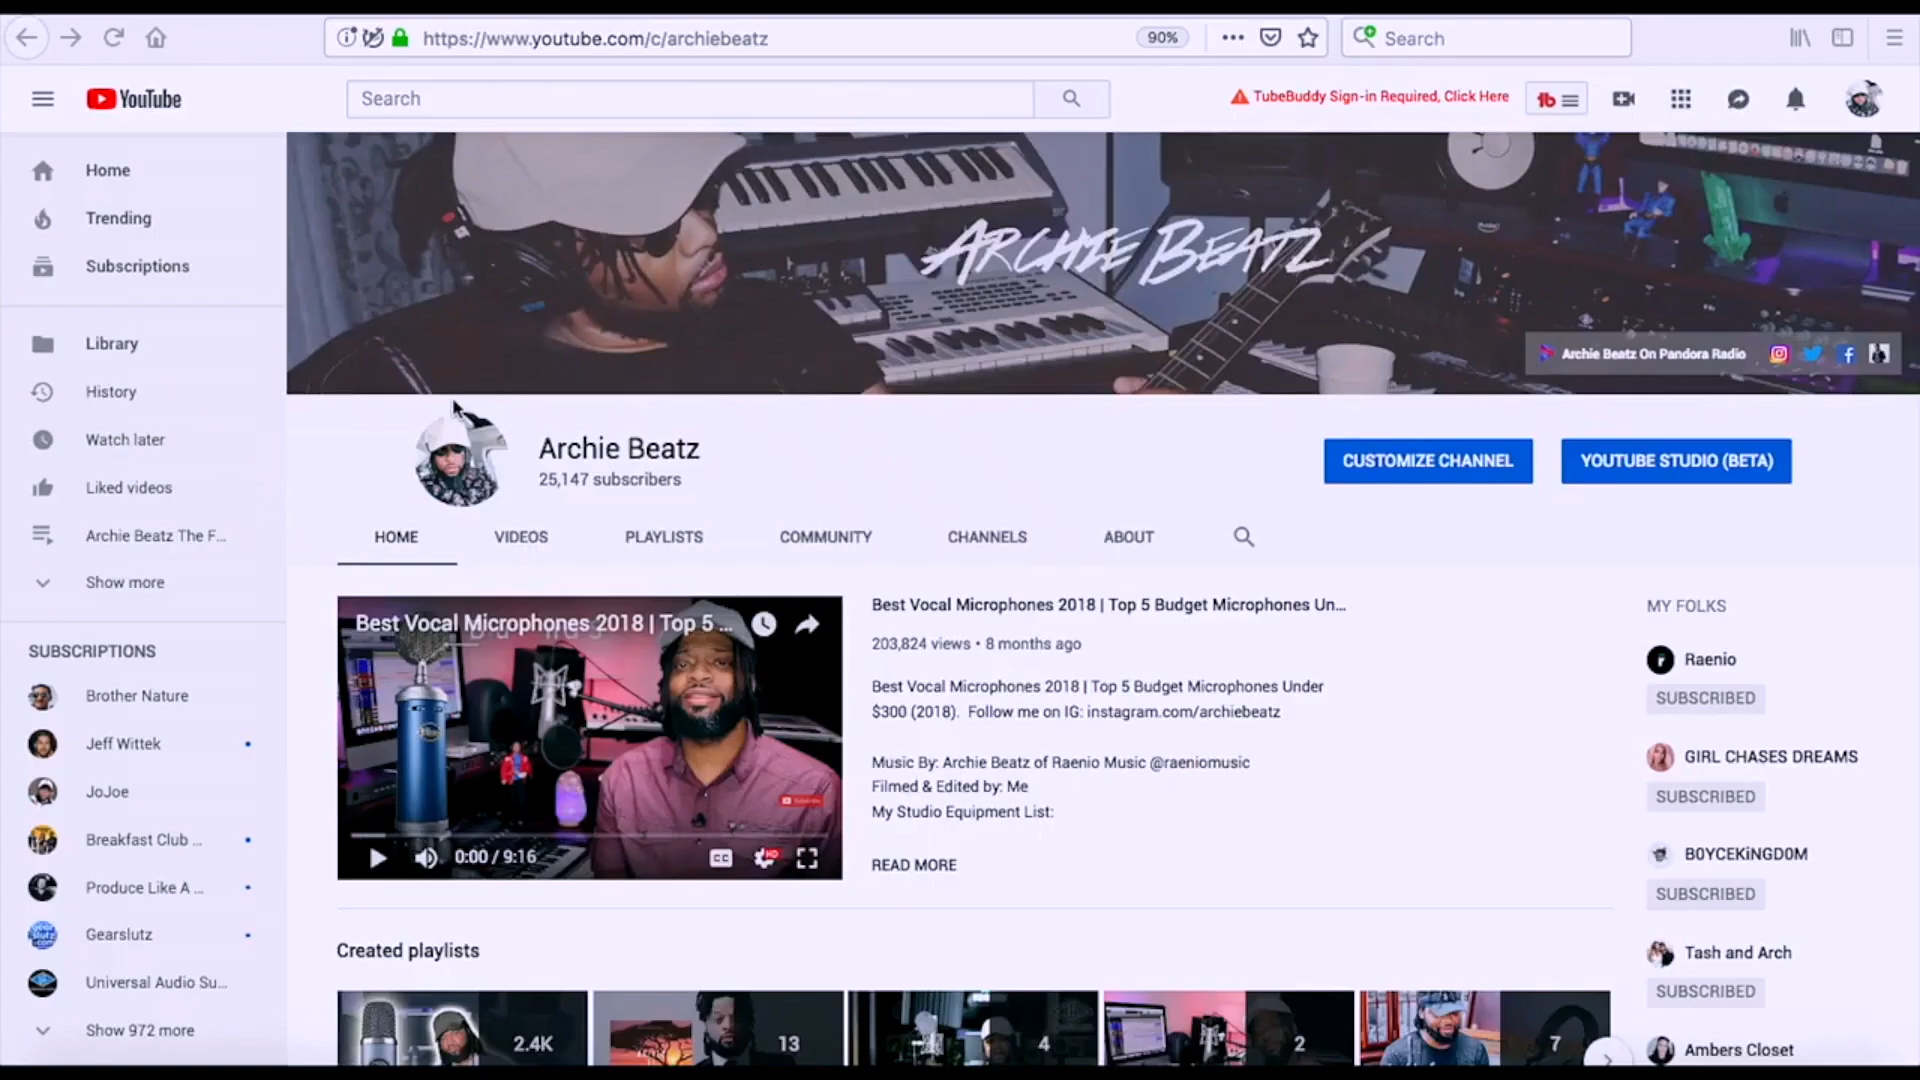 https://www.youtube.com/c/archiebeatz
90%
Search
YouTube
Search
TubeBuddy Sign-in Required, Click Here
tb
Home
Trending
Subscriptions
Library
History
Watch later
Liked videos
Archie Beatz The F...
Show more
SUBSCRIPTIONS
Brother Nature
Jeff Wittek
JoJoe
Breakfast Club ...
Produce Like A ...
Gearslutz
Universal Audio Su...
Show 972 more
ARCHIE BEATZ
Archie Beatz On Pandora Radio
Archie Beatz
25,147 subscribers
CUSTOMIZE CHANNEL
YOUTUBE STUDIO (BETA)
HOME
VIDEOS
PLAYLISTS
COMMUNITY
CHANNELS
ABOUT
Best Vocal Microphones 2018 | Top 5 ...
0:00 / 9:16
CC
HD
Best Vocal Microphones 2018 | Top 5 Budget Microphones Un...
203,824 views • 8 months ago
Best Vocal Microphones 2018 | Top 5 Budget Microphones Under
$300 (2018). Follow me on IG: instagram.com/archiebeatz
Music By: Archie Beatz of Raenio Music @raeniomusic
Filmed & Edited by: Me
My Studio Equipment List:
READ MORE
Created playlists
2.4K
13
4
2
7
MY FOLKS
Raenio
SUBSCRIBED
GIRL CHASES DREAMS
SUBSCRIBED
B0YCEKiNGD0M
SUBSCRIBED
Tash and Arch
SUBSCRIBED
Ambers Closet